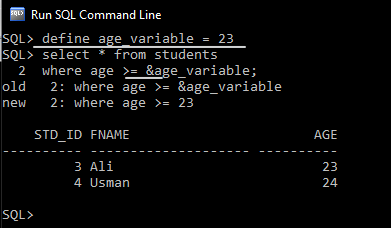 Run SQL Command Line
SQL> define age_variable = 23
SQL> select * from students
  2  where age >= &age_variable;
old   2: where age >= &age_variable
new   2: where age >= 23

    STD_ID FNAME                       AGE
---------- -------------------- ----------
         3 Ali                          23
         4 Usman                        24

SQL>